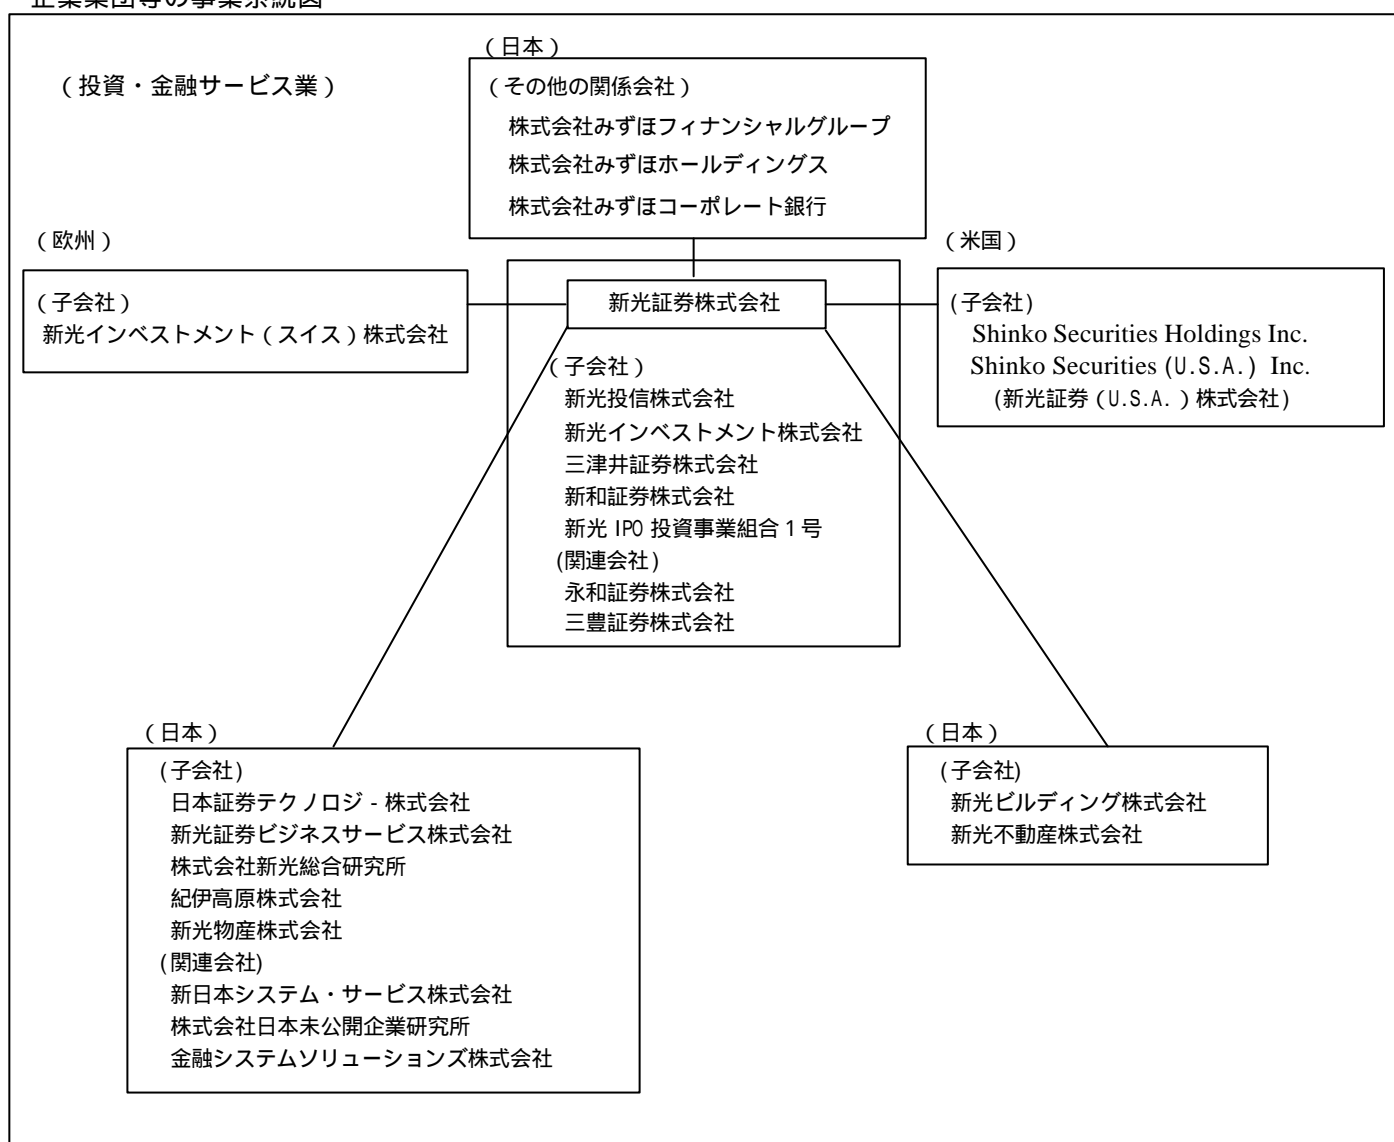 企業集団等の事業系統図
（日本）
（投資・金融サービス業）
（その他の関係会社）
株式会社みずほフィナンシャルグループ
株式会社みずほホールディングス
株式会社みずほコーポレート銀行
（欧州）
（子会社）
新光インベストメント（スイス）株式会社
新光証券株式会社
（子会社）
新光投信株式会社
新光インベストメント株式会社
三津井証券株式会社
新和証券株式会社
新光 IPO 投資事業組合１号
(関連会社)
永和証券株式会社
三豊証券株式会社
（米国）
(子会社)
Shinko Securities Holdings Inc.
Shinko Securities (U.S.A.) Inc.
(新光証券（U.S.A.）株式会社)
（日本）
(子会社)
日本証券テクノロジ－株式会社
新光証券ビジネスサービス株式会社
株式会社新光総合研究所
紀伊高原株式会社
新光物産株式会社
(関連会社)
新日本システム・サービス株式会社
株式会社日本未公開企業研究所
金融システムソリューションズ株式会社
（日本）
(子会社)
新光ビルディング株式会社
新光不動産株式会社